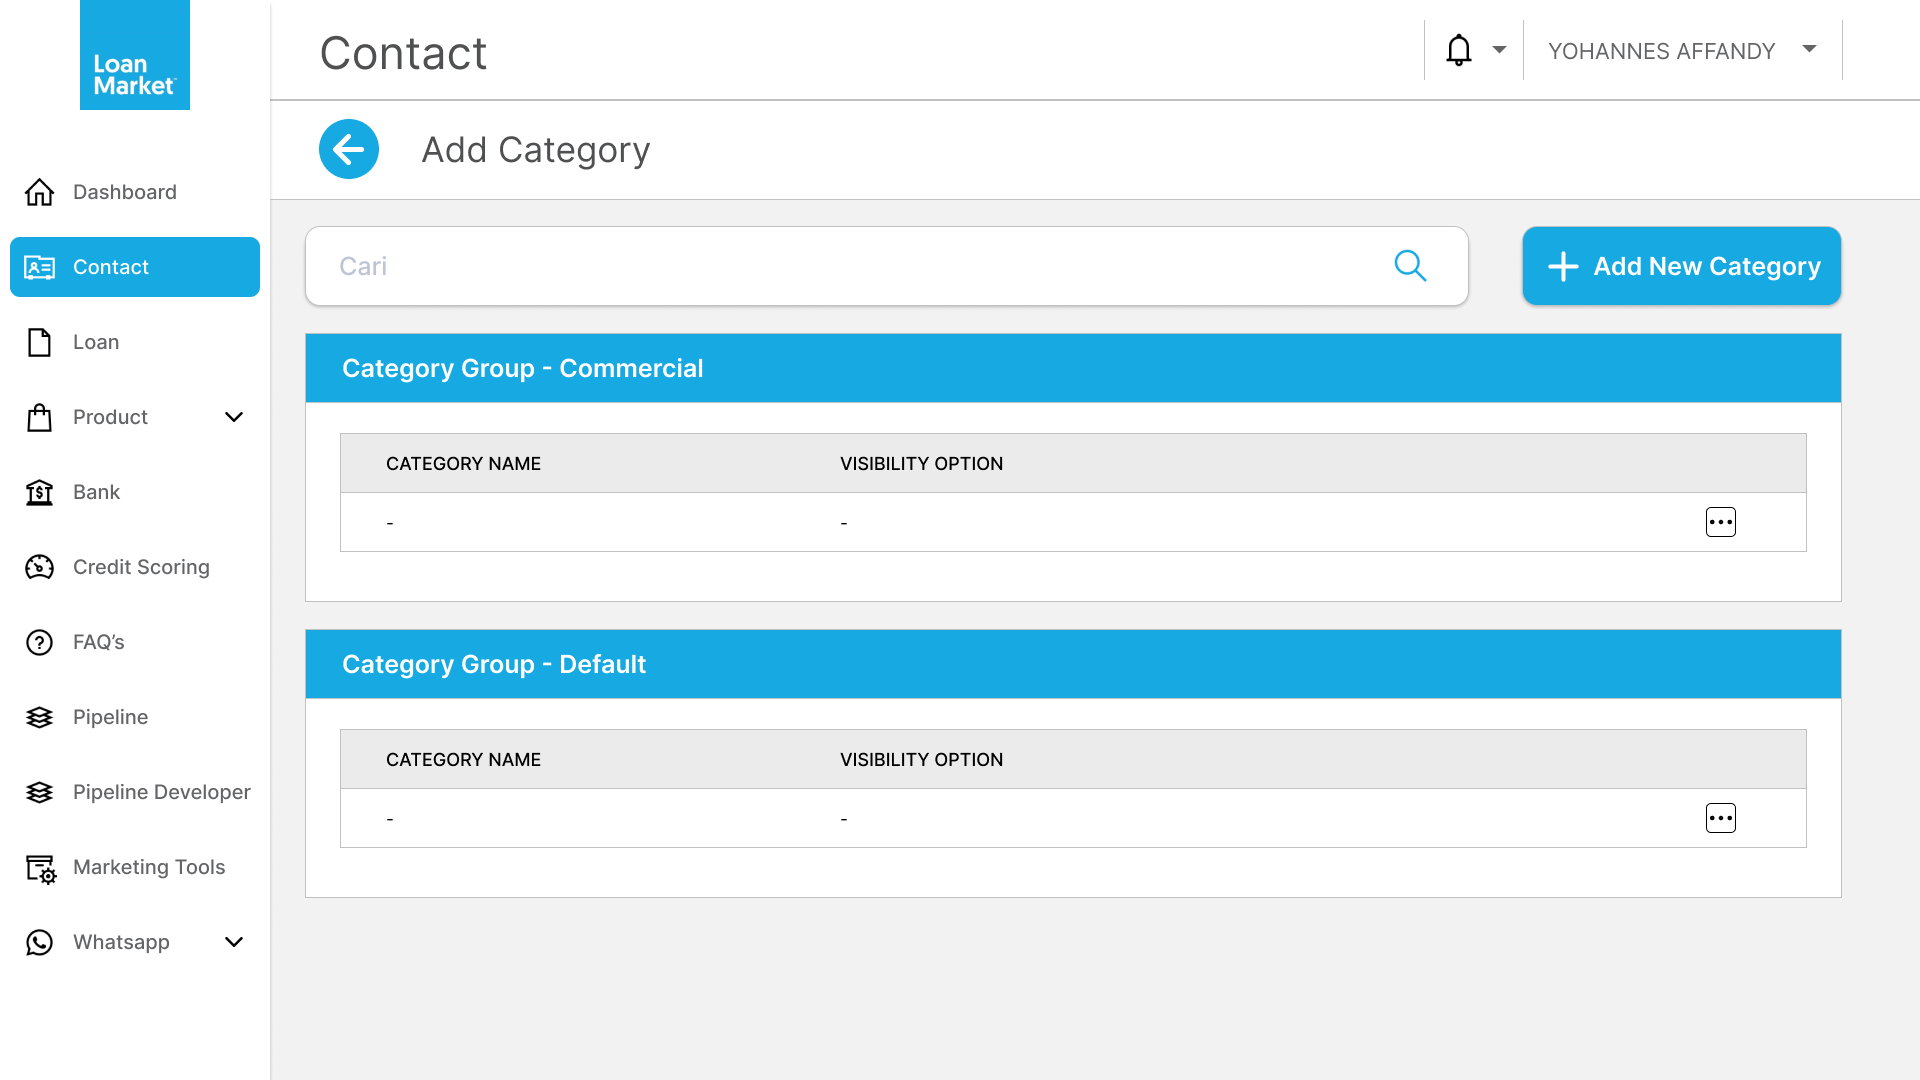 Loan
Market
Contact
YOHANNES AFFANDY
Add Category
Dashboard
Contact
Loan
Product
Bank
Credit Scoring
FAQ’s
Pipeline
Pipeline Developer
Marketing Tools
Whatsapp
Cari
Add New Category
Category Group - Commercial
CATEGORY NAME VISIBILITY OPTION
- -
Category Group - Default
CATEGORY NAME VISIBILITY OPTION
- -